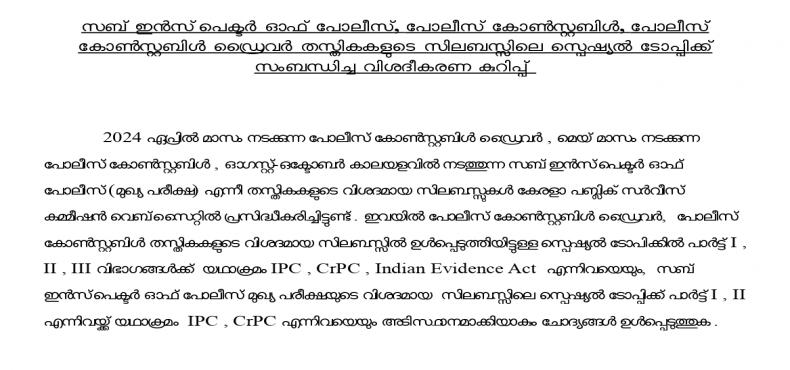 സബ് ഇൻസ്പെക്ടർ ഓഫ് പോലീസ്, പോലീസ് കോൺസ്റ്റബിൾ, പോലീസ്
കോൺസ്റ്റബിൾ ഡ്രൈവർ തസ്തികകളുടെ സിലബസ്സിലെ സ്പെഷ്യൽ ടോപ്പിക്ക്
സംബന്ധിച്ച വിശദീകരണ കുറിപ്പ്
2024 ഏപ്രിൽ മാസം നടക്കുന്ന പോലീസ് കോൺസ്റ്റബിൾ ഡ്രൈവർ , മെയ് മാസം നടക്കുന്ന
പോലീസ് കോൺസ്റ്റബിൾ , ഓഗസ്റ്റ്-ഒക്ടോബർ കാലയളവിൽ നടത്തുന്ന സബ് ഇൻസ്പെക്ടർ ഓഫ്
പോലീസ് (മുഖ്യ പരീക്ഷ) എന്നീ തസ്തികകളുടെ വിശദമായ സിലബസ്സുകൾ കേരളാ പബ്ലിക് സർവീസ്
കമ്മീഷൻ വെബ്സൈറ്റിൽ പ്രസിദ്ധീകരിച്ചിട്ടുണ്ട് . ഇവയിൽ പോലീസ് കോൺസ്റ്റബിൾ ഡ്രൈവർ, പോലീസ്
കോൺസ്റ്റബിൾ തസ്തികകളുടെ വിശദമായ സിലബസ്സിൽ ഉൾപ്പെടുത്തിയിട്ടുള്ള സ്പെഷ്യൽ ടോപ്പിക്കിൽ പാർട്ട് I ,
II , III വിഭാഗങ്ങൾക്ക് യഥാക്രമം IPC , CrPC , Indian Evidence Act എന്നിവയെയും, സബ്
ഇൻസ്പെക്ടർ ഓഫ് പോലീസ് മുഖ്യ പരീക്ഷയുടെ വിശദമായ സിലബസ്സിലെ സ്പെഷ്യൽ ടോപ്പിക്ക് പാർട്ട് I , II
എന്നിവയ്ക്ക് യഥാക്രമം IPC , CrPC എന്നിവയെയും അടിസ്ഥാനമാക്കിയാകും ചോദ്യങ്ങൾ ഉൾപ്പെടുത്തുക .